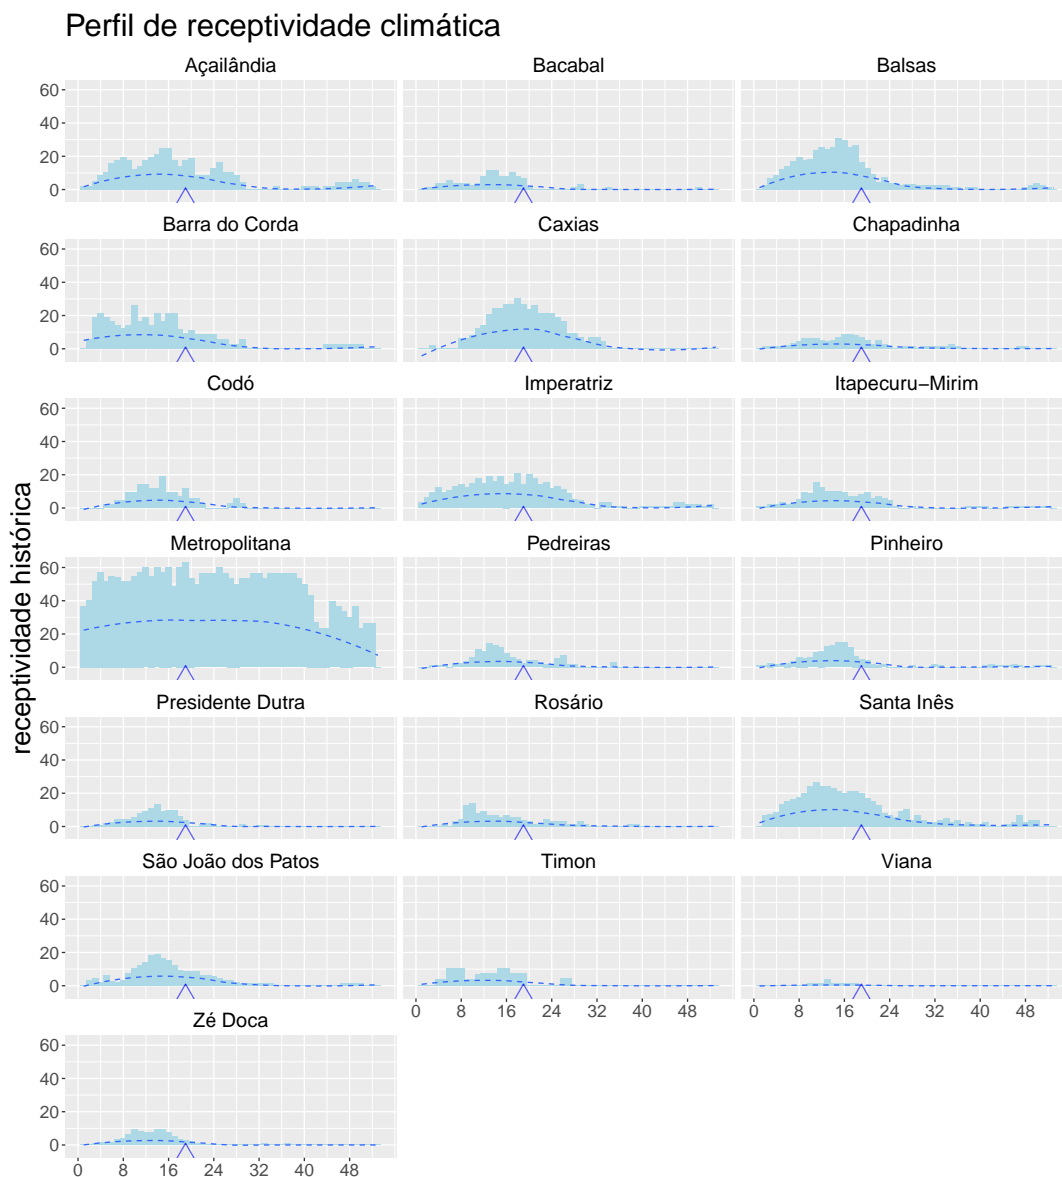 Perfil de receptividade climática
Açailândia Bacabal Balsas
60
40
20
0
Barra do Corda Caxias Chapadinha
60
40
20
0
Codó Imperatriz Itapecuru−Mirim
60
40
20
0
receptividade histórica
Metropolitana Pedreiras Pinheiro
60
40
20
0
Presidente Dutra Rosário Santa Inês
60
40
20
0
São João dos Patos Timon Viana
60
40
20
0
0 8 16 24 32 40 48 0 8 16 24 32 40 48
Zé Doca
60
40
20
0
0 8 16 24 32 40 48